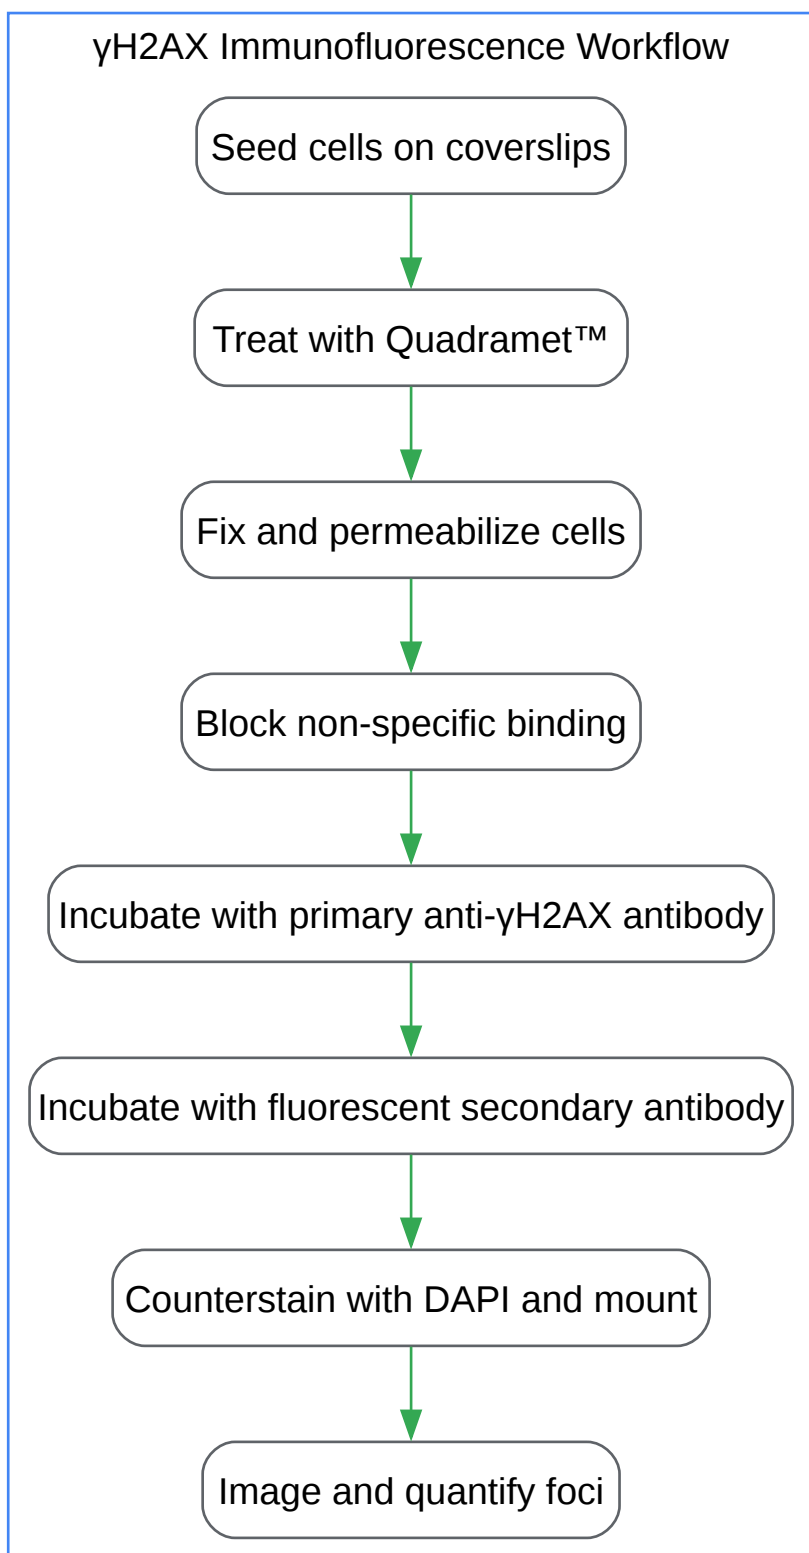 γH2AX Immunofluorescence Workflow
Seed cells on coverslips
Treat with Quadramet™
Fix and permeabilize cells
Block non-specific binding
Incubate with primary anti-γH2AX antibody
Incubate with fluorescent secondary antibody
Counterstain with DAPI and mount
Image and quantify foci